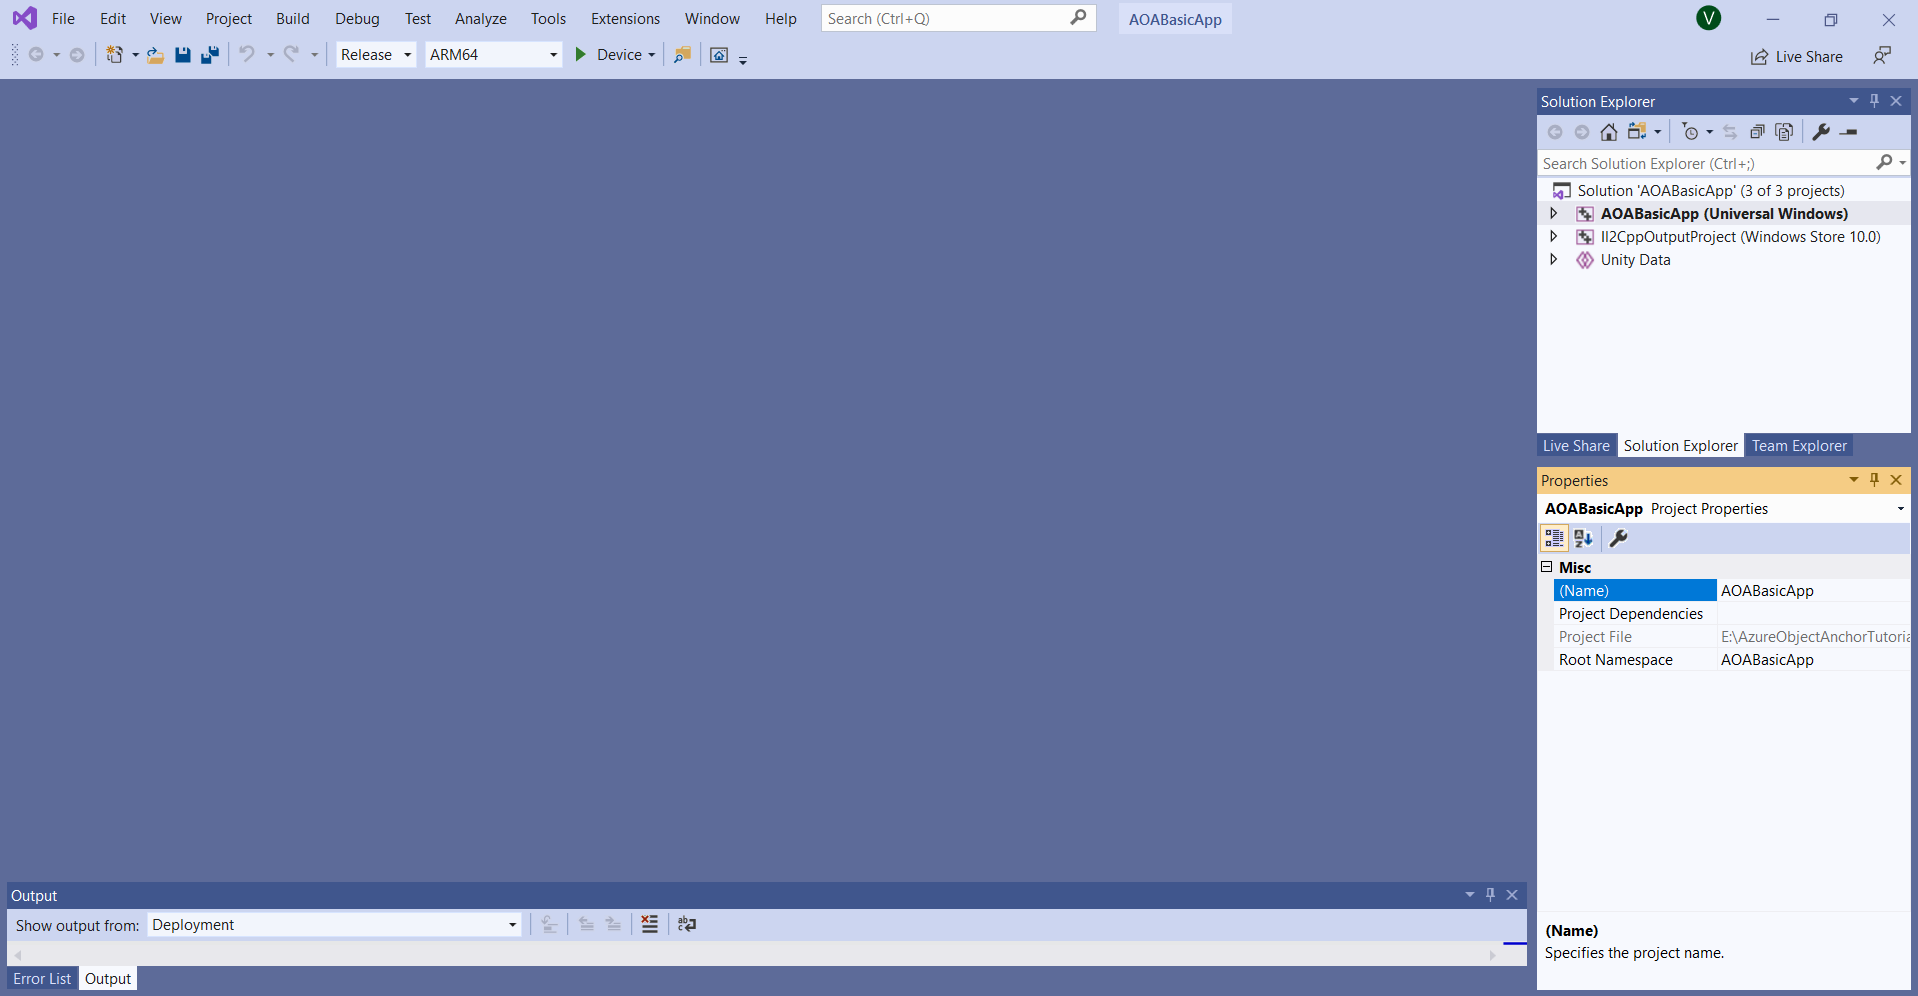 File Edit View Project Build Debug Test Analyze Tools Extensions Window Help Search (Ctrl+Q) AOABasicApp V
Release ARM64 Device Live Share
Solution Explorer
Search Solution Explorer (Ctrl+;)
Solution 'AOABasicApp' (3 of 3 projects)
AOABasicApp (Universal Windows)
Il2CppOutputProject (Windows Store 10.0)
Unity Data
Live Share Solution Explorer Team Explorer
Properties
AOABasicApp Project Properties
Misc
(Name) AOABasicApp
Project Dependencies
Project File E:\AzureObjectAnchorTutoria
Root Namespace AOABasicApp
(Name)
Specifies the project name.
Output
Show output from: Deployment
Error List Output